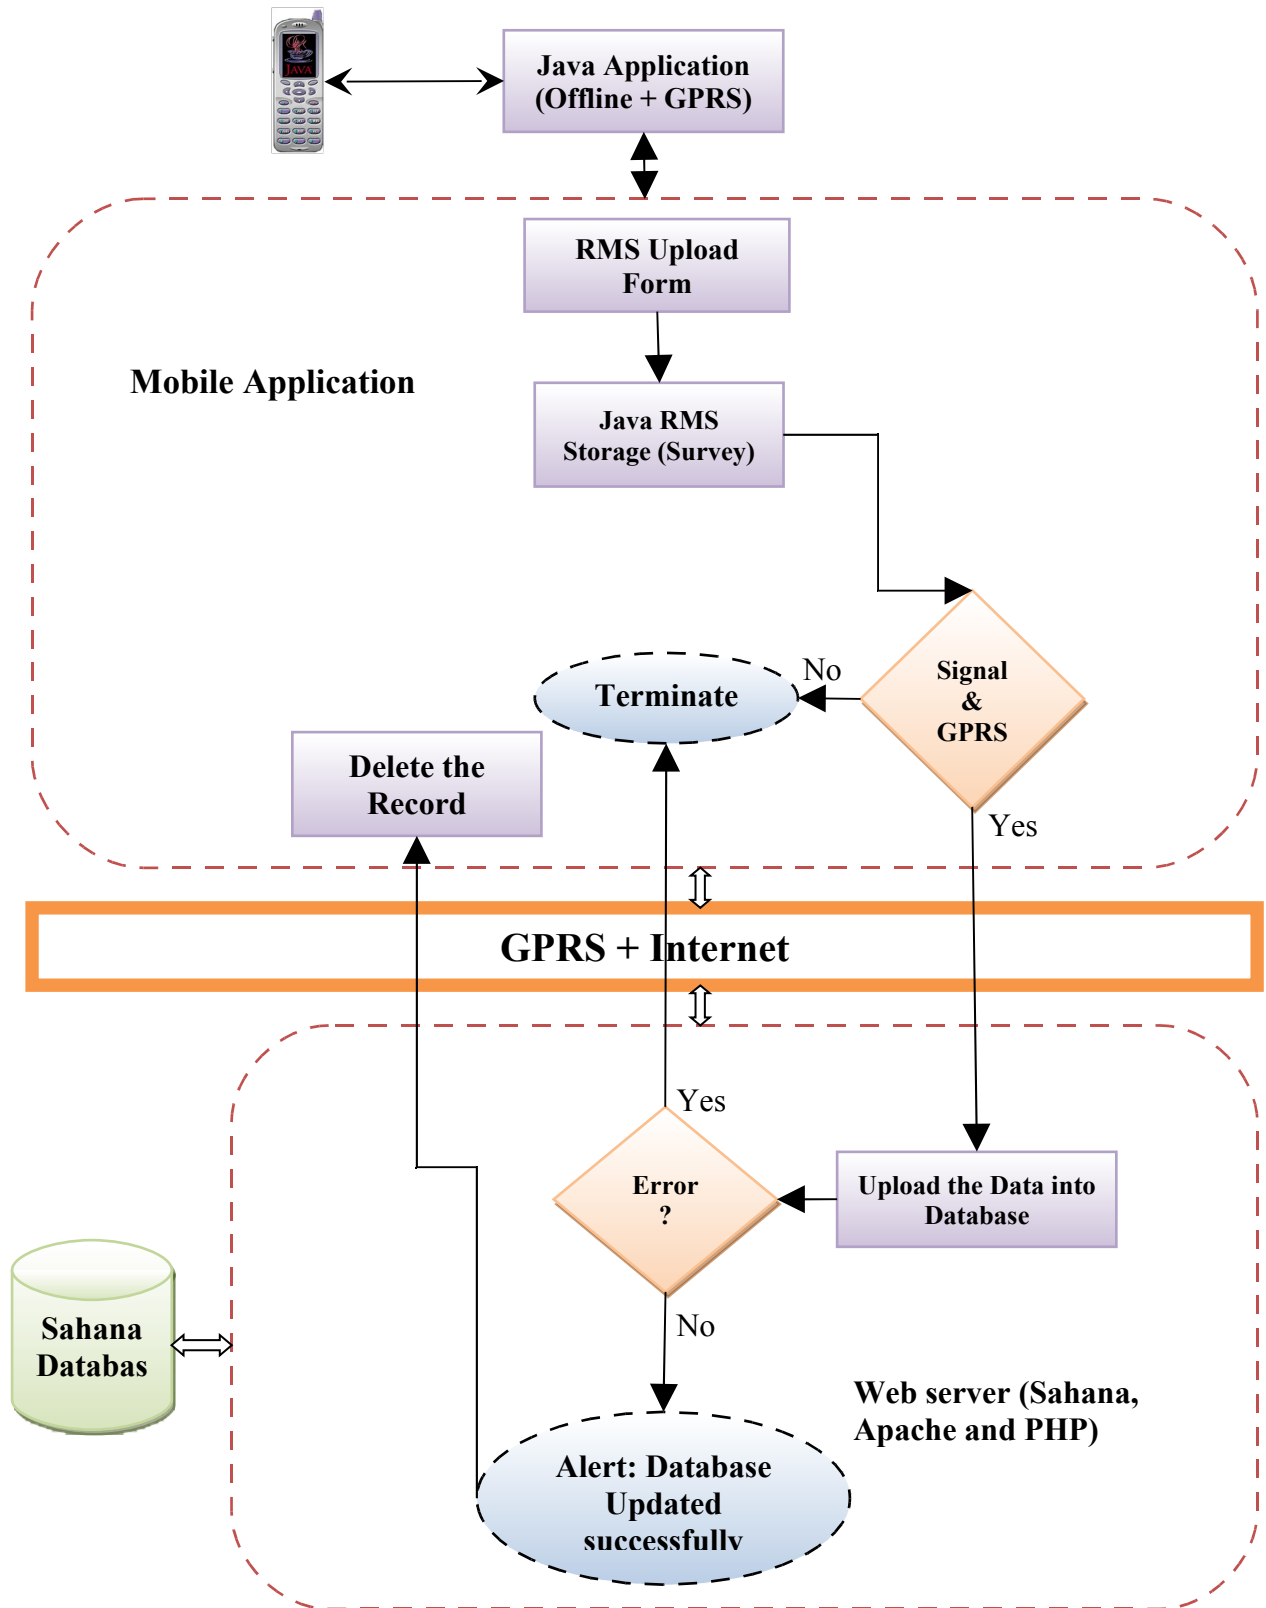 JAVA
Java Application
(Offline + GPRS)
RMS Upload
Form
Mobile Application
Java RMS
Storage (Survey)
Signal
&
GPRS
No
Terminate
Delete the
Record
Yes
GPRS + Internet
Yes
Error
?
Upload the Data into
Database
No
Sahana
Databas
Web server (Sahana,
Apache and PHP)
Alert: Database
Updated
successfully